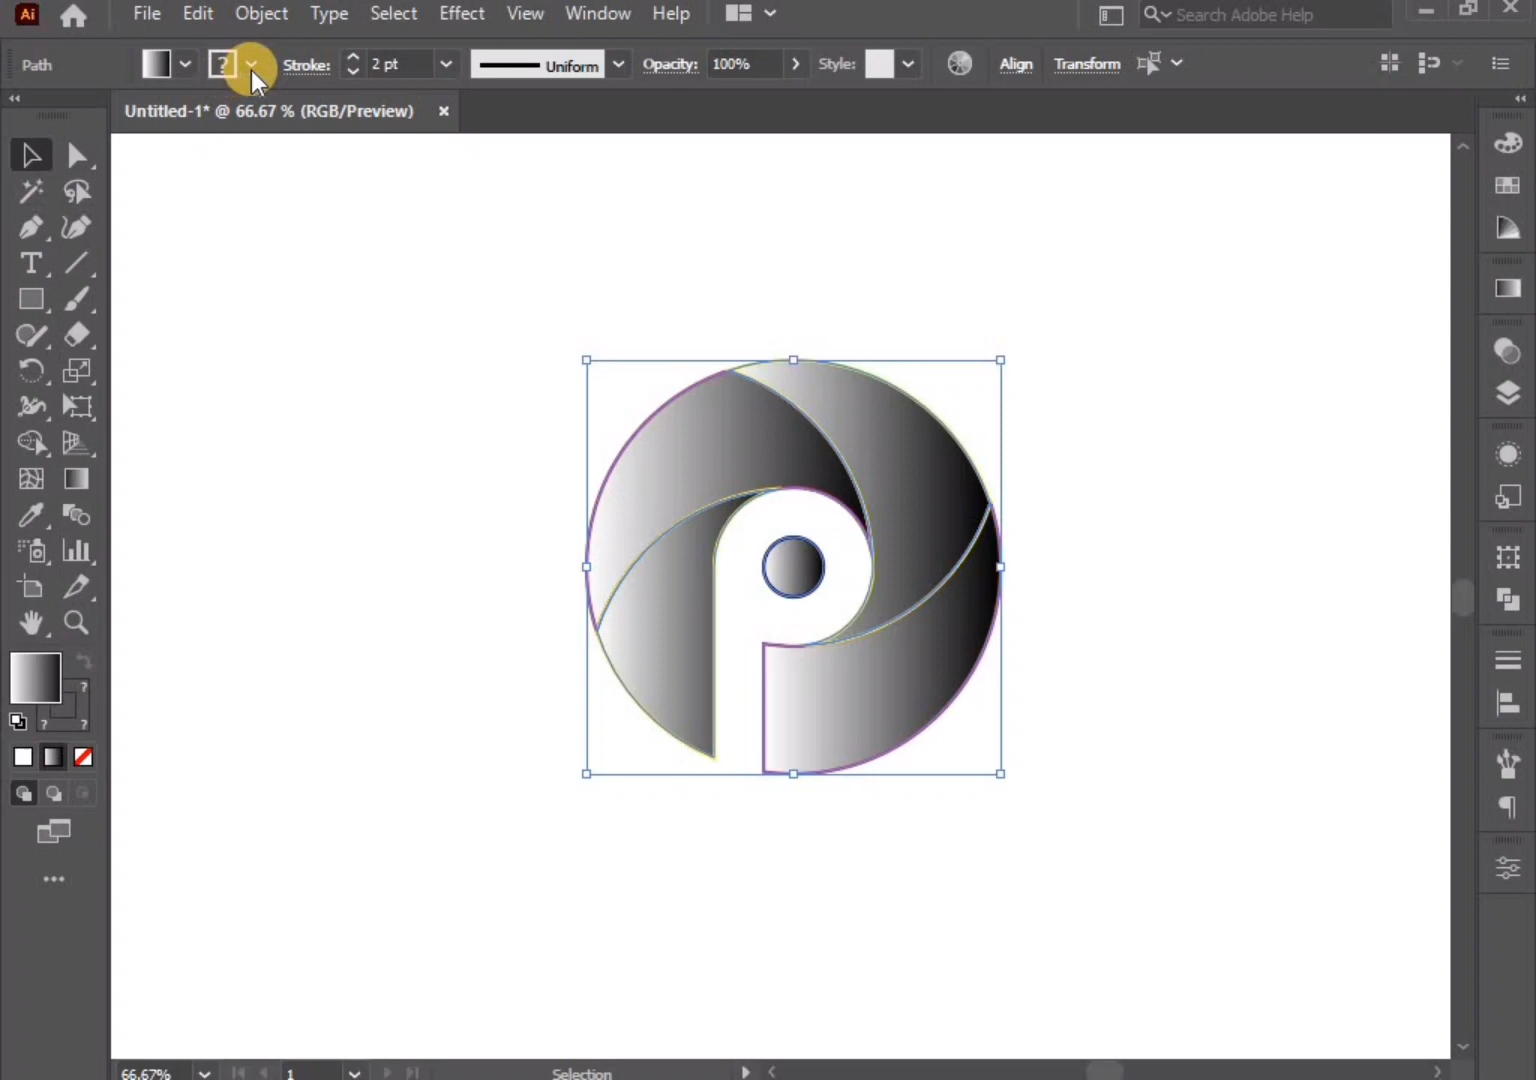 Ai File Edit Object Type Select Effect View Window Help Search Adobe Help
Path ? Stroke: 2 pt Uniform Opacity: 100% Style: Align Transform
Untitled-1* @ 66.67 % (RGB/Preview) ×
T
?
? ?
66.67% 1 Selection